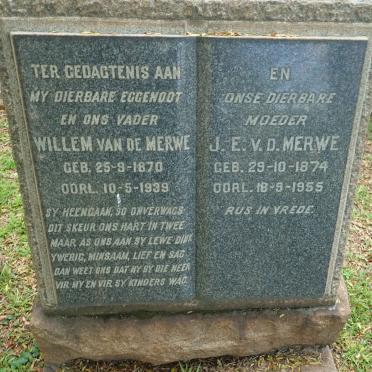 TER GEDAGTENIS AAN
MY DIERBARE EGGENOOT
EN ONS VADER
WILLEM VAN DE MERWE
GEB. 25-9-1870
OORL. 10-5-1939
SY HEENGAAN, SO ONVERWAGS
DIT SKEUR ONS HART IN TWEE
MAAR AS ONS AAN SY LEWE DINK
YWERIG, MINSAAM, LIEF EN SAG
DAN WEET ONS DAT HY BY DIE HEER
VIR MY EN VIR SY KINDERS WAG.
EN
ONSE DIERBARE
MOEDER
J. E. V. D. MERWE
GEB. 29-10-1874
OORL. 18-9-1955
RUS IN VREDE.